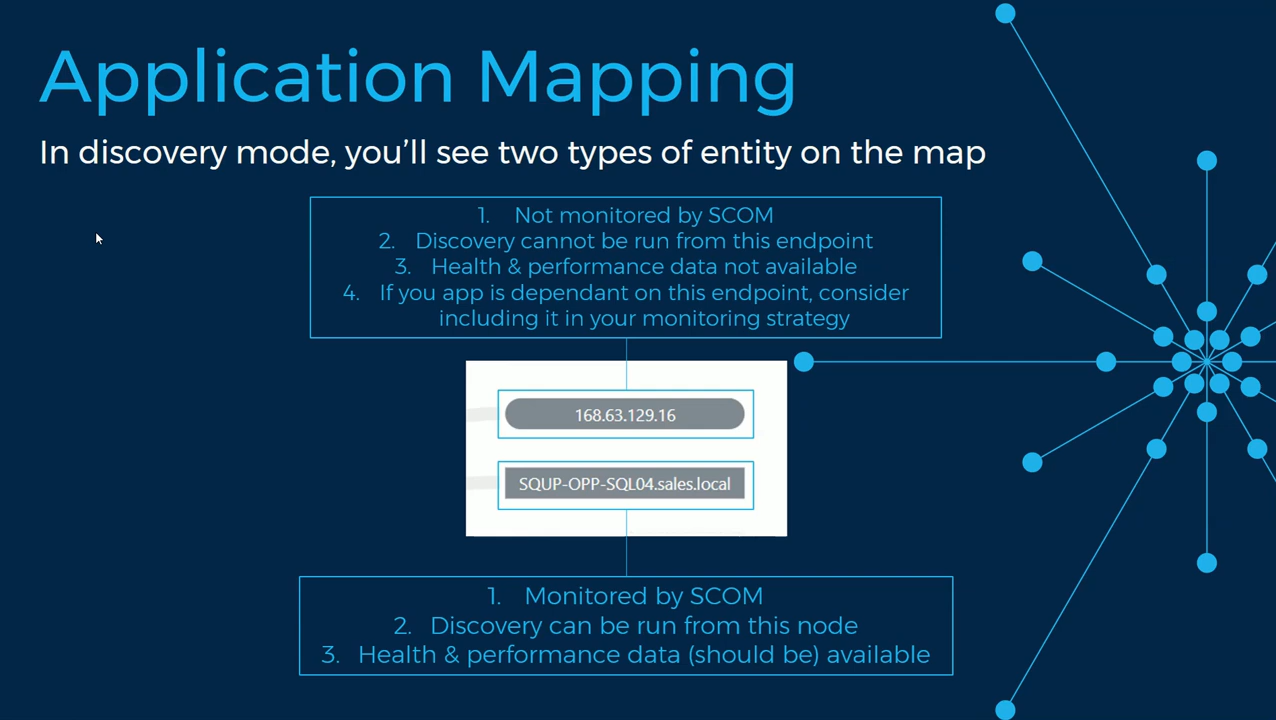 Application Mapping
In discovery mode, you'll see two types of entity on the map
1. Not monitored by SCOM
2. Discovery cannot be run from this endpoint
3. Health & performance data not available
4. If you app is dependant on this endpoint, consider
including it in your monitoring strategy
168.63.129.16
SQUP-OPP-SQL04.sales.local
1. Monitored by SCOM
2. Discovery can be run from this node
3. Health & performance data (should be) available